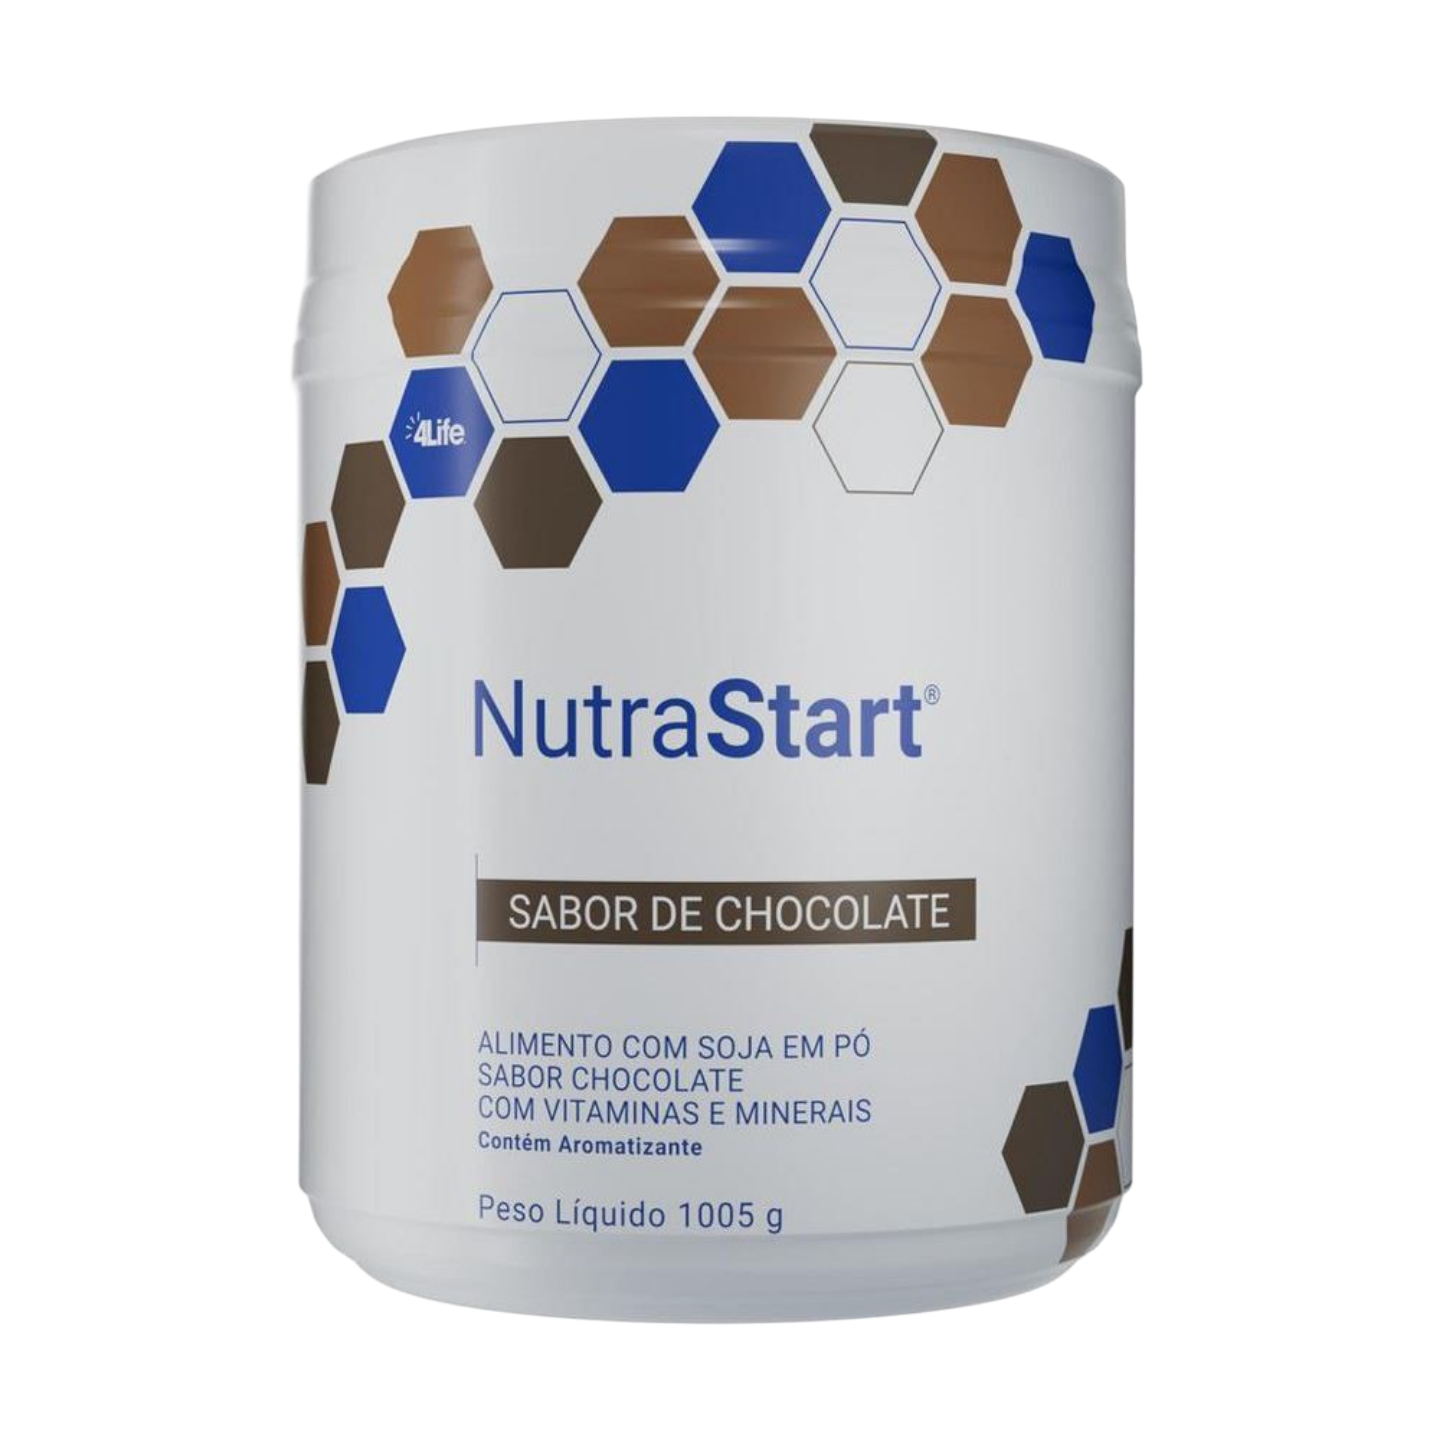 4Life
NutraStart®
SABOR DE CHOCOLATE
ALIMENTO COM SOJA EM PÓ
SABOR CHOCOLATE
COM VITAMINAS E MINERAIS
Contém Aromatizante
Peso Líquido 1005 g